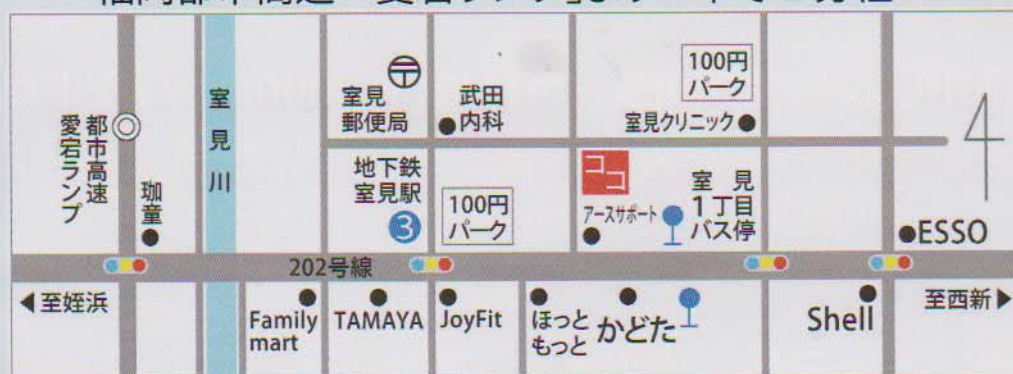 室見川
都市高速
愛宕ランプ
珈童
室見
郵便局
武田
内科
100円
パーク
室見クリニック
地下鉄
室見駅
3
100円
パーク
ココ
アースサポート
室見
1丁目
バス停
ESSO
202号線
◀至姪浜
Family
mart
TAMAYA
JoyFit
ほっと
もっと
かどた
Shell
至西新▶